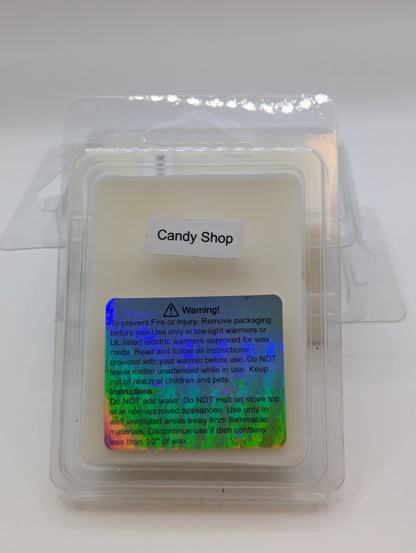 Candy Shop
Warning!
To prevent Fire or Injury: Remove packaging
before use.Use only in tea-light warmers or
UL listed electric warmers approved for wax
melts. Read and follow all instructions
provided with your warmer before use. Do NOT
leave melter unattended while in use. Keep
out of reach of children and pets.
Instructions:
Do NOT add water. Do NOT melt on stove top
or in non-approved appliances. Use only in
well ventilated areas away from flammable
materials. Discontinue use if dish contains
less than 1/2" of wax.